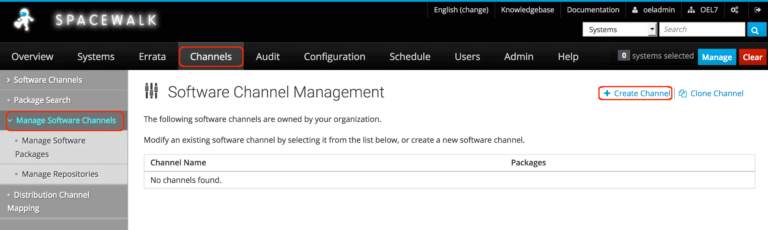 English (change) Knowledgebase Documentation oeladmin OEL7
SPACEWALK
Systems Search
Overview Systems Errata Channels Audit Configuration Schedule Users Admin Help 0 systems selected Manage Clear
Software Channels
Package Search
Manage Software Channels
Manage Software
Packages
Manage Repositories
Distribution Channel
Mapping
Software Channel Management
+ Create Channel Clone Channel
The following software channels are owned by your organization.
Modify an existing software channel by selecting it from the list below, or create a new software channel.
Channel Name Packages
No channels found.